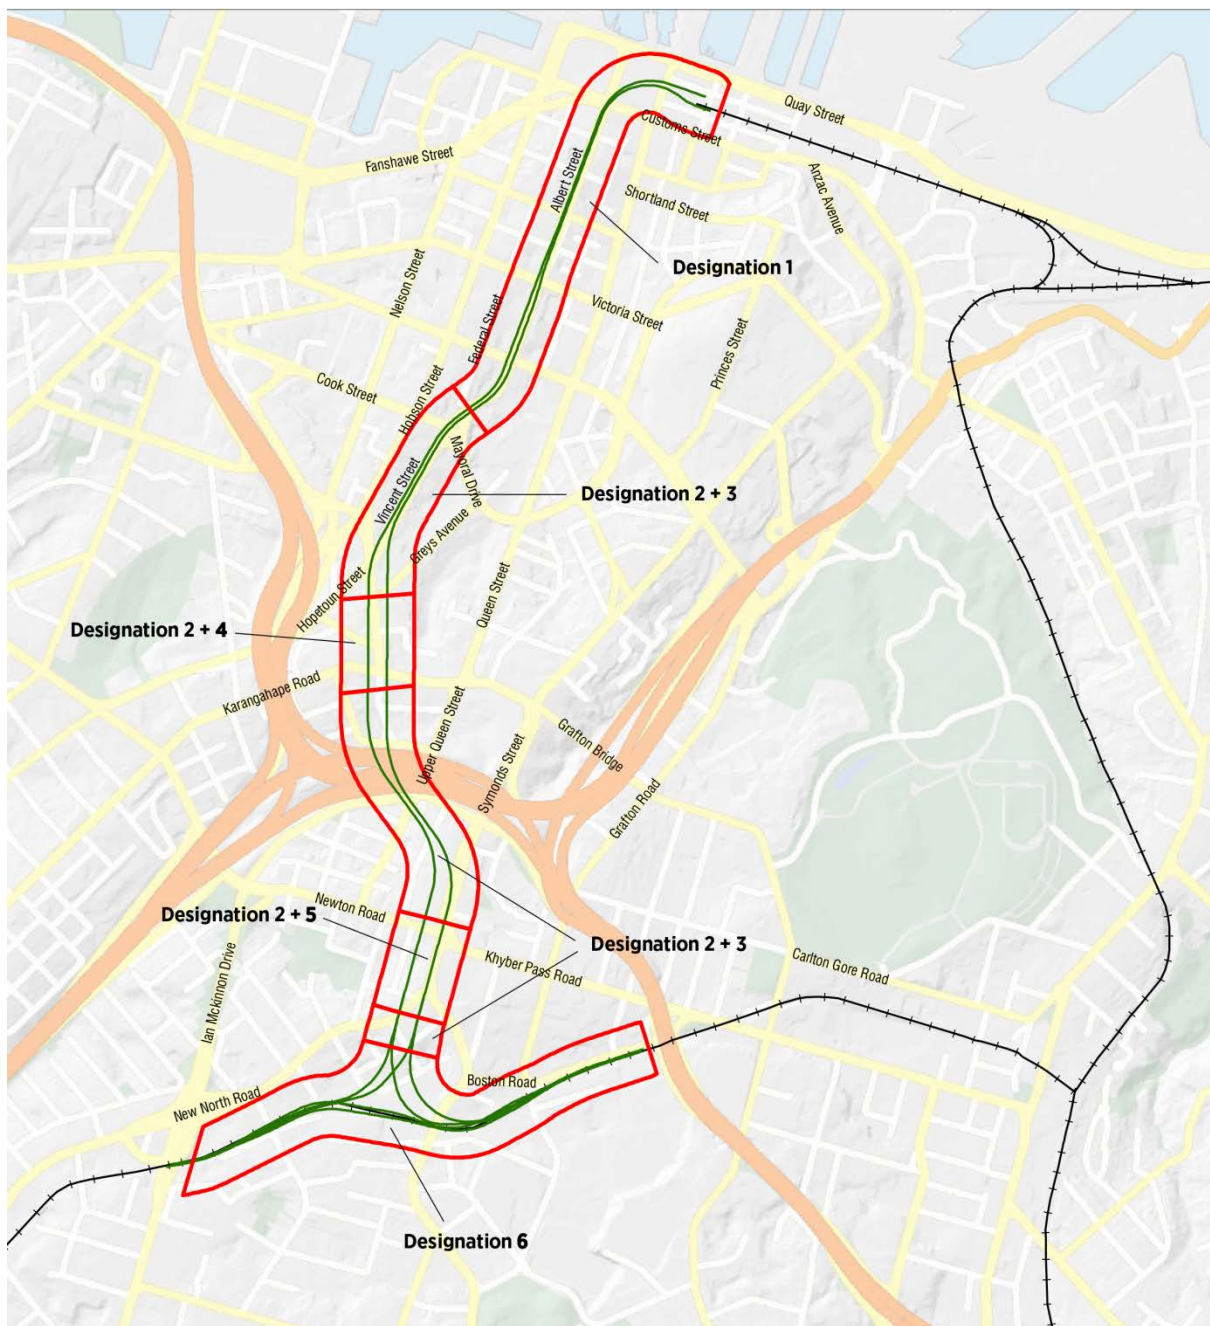 Quay Street
Customs Street
Fanshawe Street
Albert Street
Anzac Avenue
Shortland Street
Designation 1
Nelson Street
Victoria Street
Federal Street
Princes Street
Cook Street
Hobson Street
Mayoral Drive
Designation 2 + 3
Vincent Street
Greys Avenue
Hopetoun Street
Queen Street
Designation 2 + 4
Karangahape Road
Upper Queen Street
Grafton Bridge
Symonds Street
Grafton Road
Newton Road
Designation 2 + 5
Designation 2 + 3
Khyber Pass Road
Carlton Gore Road
Ian Mckinnon Drive
Boston Road
New North Road
Designation 6